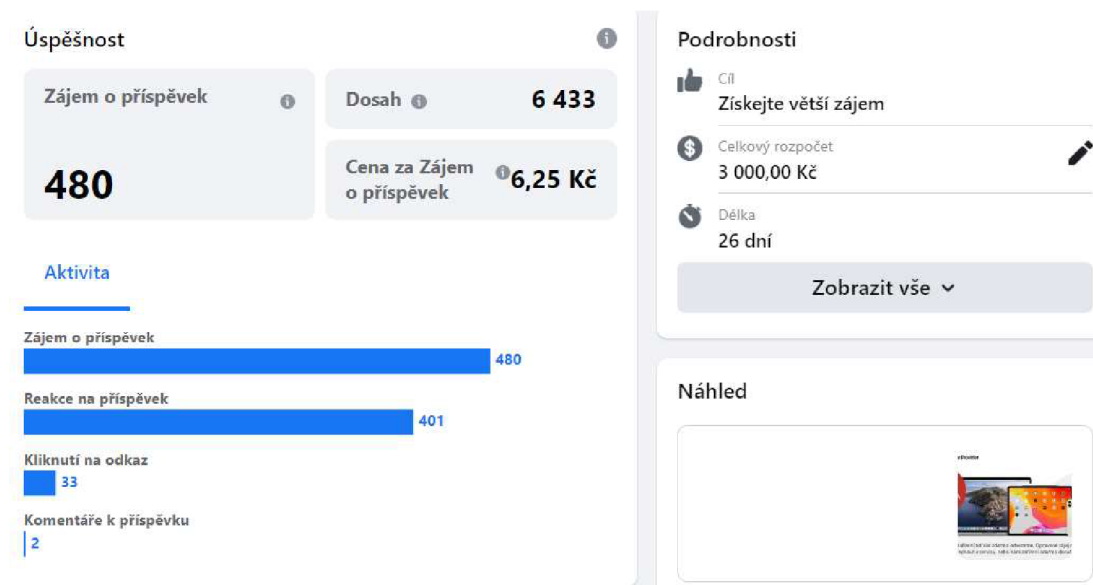 Úspěšnost
Zájem o příspěvek
480
Dosah
6 433
Cena za Zájem
o příspěvek
6,25 Kč
Aktivita
Zájem o příspěvek
480
Reakce na příspěvek
401
Kliknutí na odkaz
33
Komentáře k příspěvku
2
Podrobnosti
Cíl
Získejte větší zájem
Celkový rozpočet
3 000,00 Kč
Délka
26 dní
Zobrazit vše
Náhled